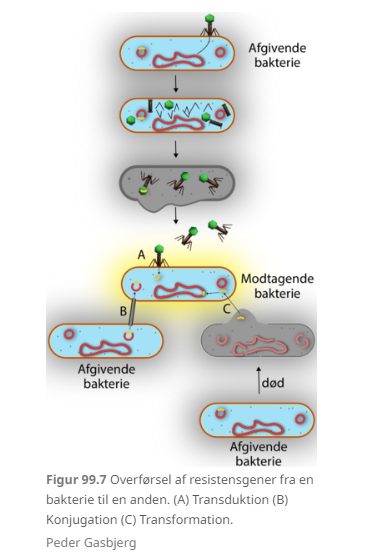 Afgivende
bakterie
A
Modtagende
bakterie
B
C
Afgivende
bakterie
død
Afgivende
bakterie
Figur 99.7 Overførsel af resistensgener fra en
bakterie til en anden. (A) Transduktion (B)
Konjugation (C) Transformation.
Peder Gasbjerg